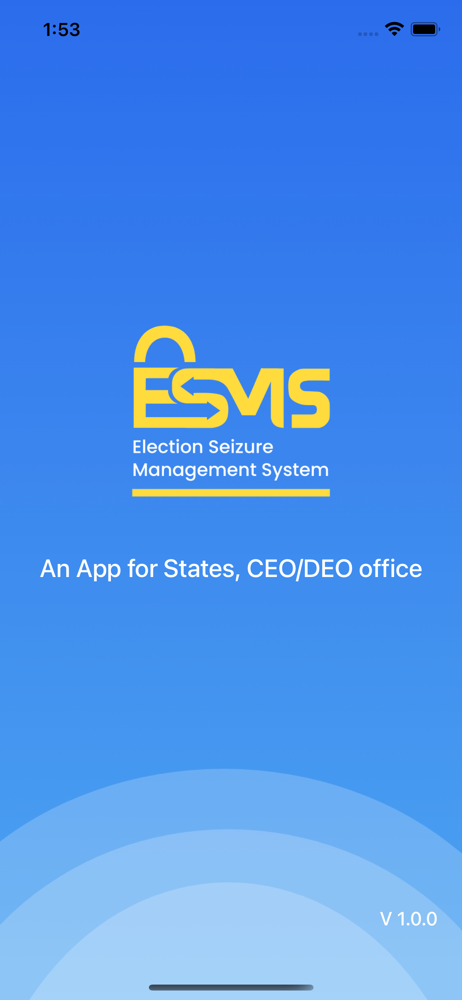 1:53
ESMS
Election Seizure
Management System
An App for States, CEO/DEO office
V 1.0.0